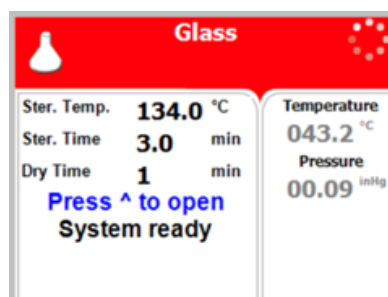 Glass
Ster. Temp. 134.0 °C
Ster. Time 3.0 min
Dry Time 1 min
Press ^ to open
System ready
Temperature
043.2 °C
Pressure
00.09 inHg